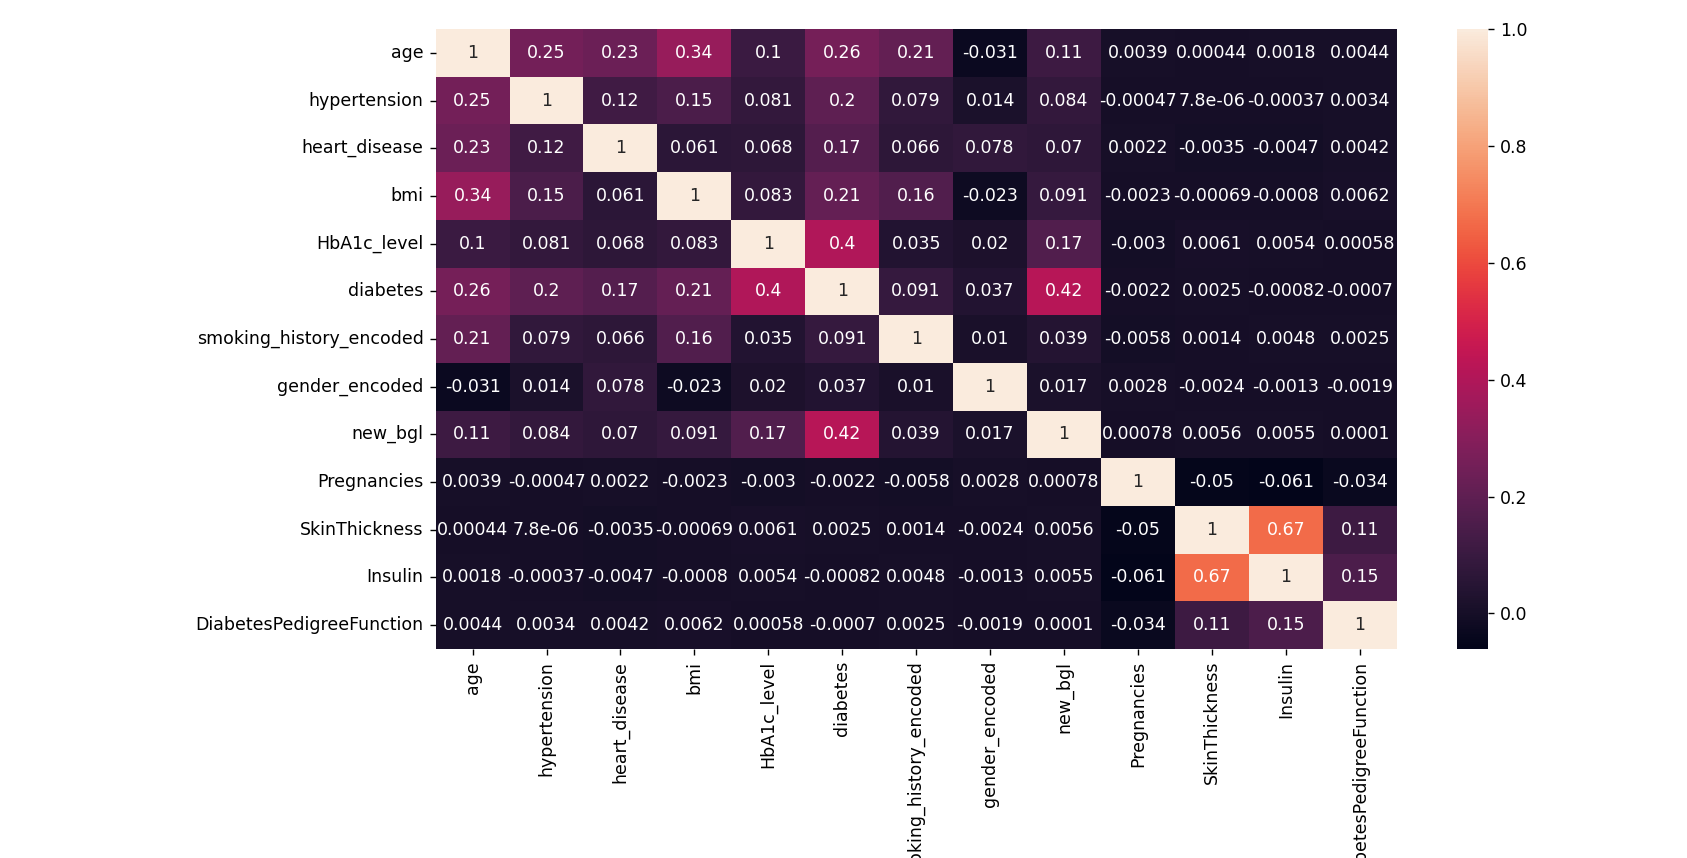 age 1 0.25 0.23 0.34 0.1 0.26 0.21 -0.031 0.11 0.0039 0.00044 0.0018 0.0044
hypertension 0.25 1 0.12 0.15 0.081 0.2 0.079 0.014 0.084 -0.00047 7.8e-06 -0.00037 0.0034
heart_disease 0.23 0.12 1 0.061 0.068 0.17 0.066 0.078 0.07 0.0022 -0.0035 -0.0047 0.0042
bmi 0.34 0.15 0.061 1 0.083 0.21 0.16 -0.023 0.091 -0.0023 -0.00069 -0.0008 0.0062
HbA1c_level 0.1 0.081 0.068 0.083 1 0.4 0.035 0.02 0.17 -0.003 0.0061 0.0054 0.00058
diabetes 0.26 0.2 0.17 0.21 0.4 1 0.091 0.037 0.42 -0.0022 0.0025 -0.00082 -0.0007
smoking_history_encoded 0.21 0.079 0.066 0.16 0.035 0.091 1 0.01 0.039 -0.0058 0.0014 0.0048 0.0025
gender_encoded -0.031 0.014 0.078 -0.023 0.02 0.037 0.01 1 0.017 0.0028 -0.0024 -0.0013 -0.0019
new_bgl 0.11 0.084 0.07 0.091 0.17 0.42 0.039 0.017 1 0.00078 0.0056 0.0055 0.0001
Pregnancies 0.0039 -0.00047 0.0022 -0.0023 -0.003 -0.0022 -0.0058 0.0028 0.00078 1 -0.05 -0.061 -0.034
SkinThickness 0.00044 7.8e-06 -0.0035 -0.00069 0.0061 0.0025 0.0014 -0.0024 0.0056 -0.05 1 0.67 0.11
Insulin 0.0018 -0.00037 -0.0047 -0.0008 0.0054 -0.00082 0.0048 -0.0013 0.0055 -0.061 0.67 1 0.15
DiabetesPedigreeFunction 0.0044 0.0034 0.0042 0.0062 0.00058 -0.0007 0.0025 -0.0019 0.0001 -0.034 0.11 0.15 1
age
hypertension
heart_disease
bmi
HbA1c_level
diabetes
oking_history_encoded
gender_encoded
new_bgl
Pregnancies
SkinThickness
Insulin
betesPedigreeFunction
1.0
0.8
0.6
0.4
0.2
0.0